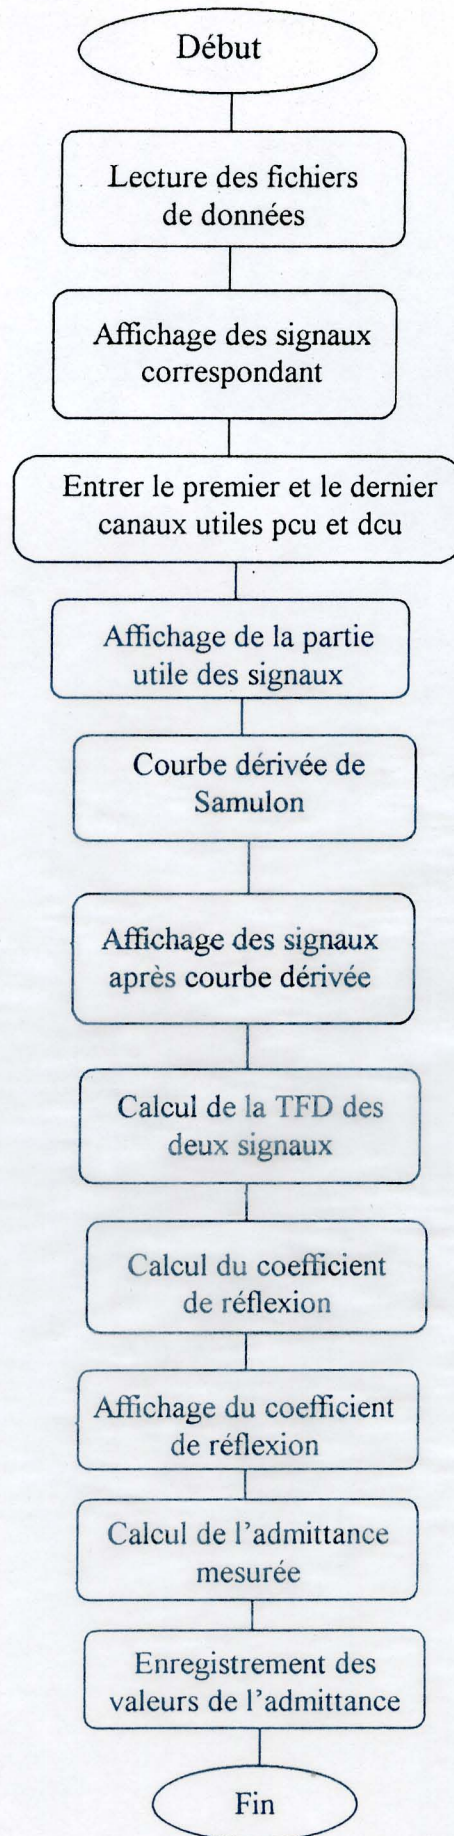 Début
Lecture des fichiers
de données
Affichage des signaux
correspondant
Entrer le premier et le dernier
canaux utiles pcu et dcu
Affichage de la partie
utile des signaux
Courbe dérivée de
Samulon
Affichage des signaux
après courbe dérivée
Calcul de la TFD des
deux signaux
Calcul du coefficient
de réflexion
Affichage du coefficient
de réflexion
Calcul de l'admittance
mesurée
Enregistrement des
valeurs de l'admittance
Fin